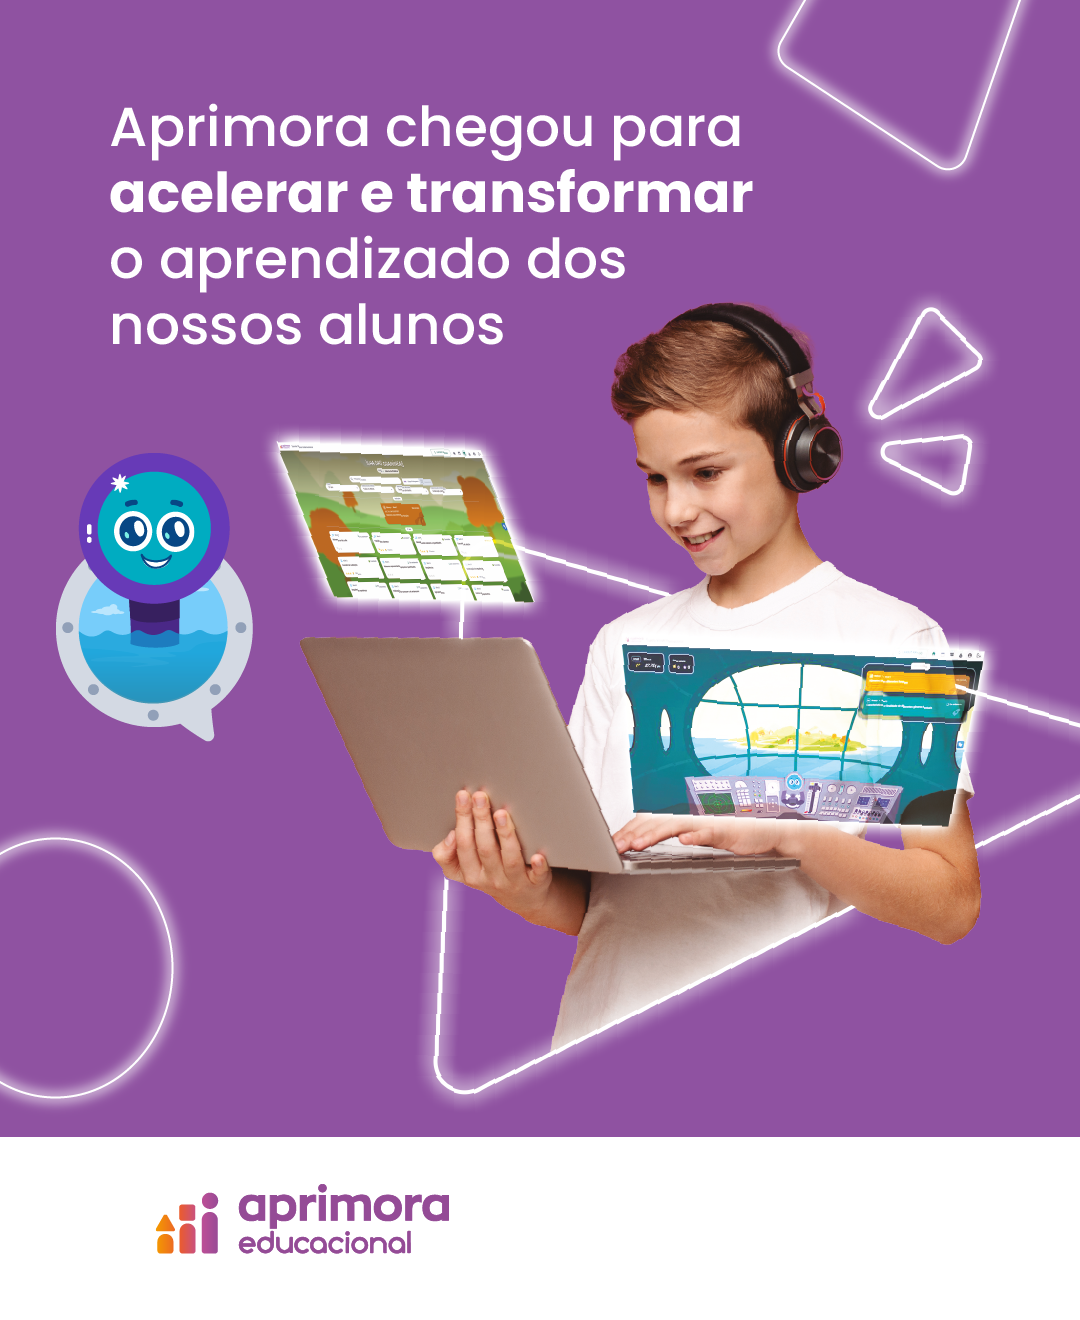 Aprimora chegou para
acelerar e transformar
o aprendizado dos
nossos alunos
aprimora
educacional